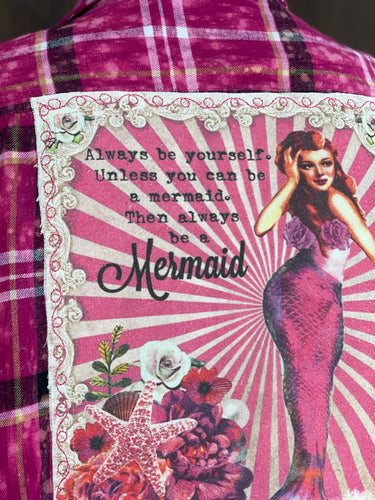 Always be yourself.
Unless you can be
a mermaid.
Then always
be a
Mermaid